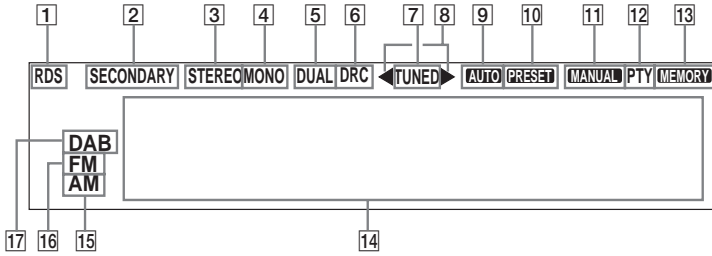 1 2 3 4 5 6 7 8 9 10 11 12 13
RDS SECONDARY STEREO MONO DUAL DRC TUNED AUTO PRESET MANUAL PTY MEMORY
DAB
FM
AM
17 16 15 14